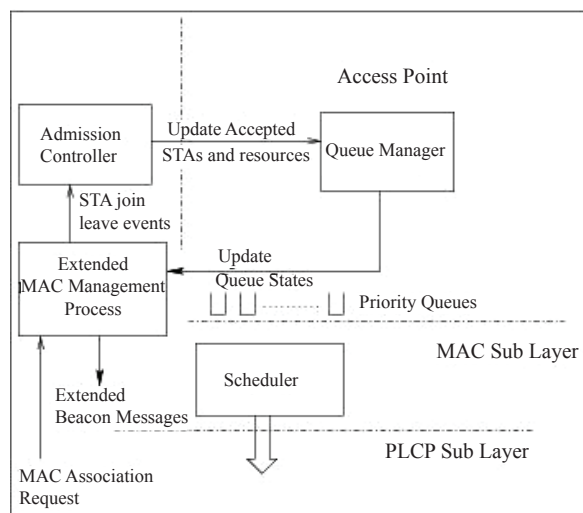 Access Point
Admission
Controller
Update Accepted
STAs and resources
Queue Manager
STA join
leave events
Extended
MAC Management
Process
Update
Queue States
Priority Queues
MAC Sub Layer
Scheduler
Extended
Beacon Messages
PLCP Sub Layer
MAC Association
Request